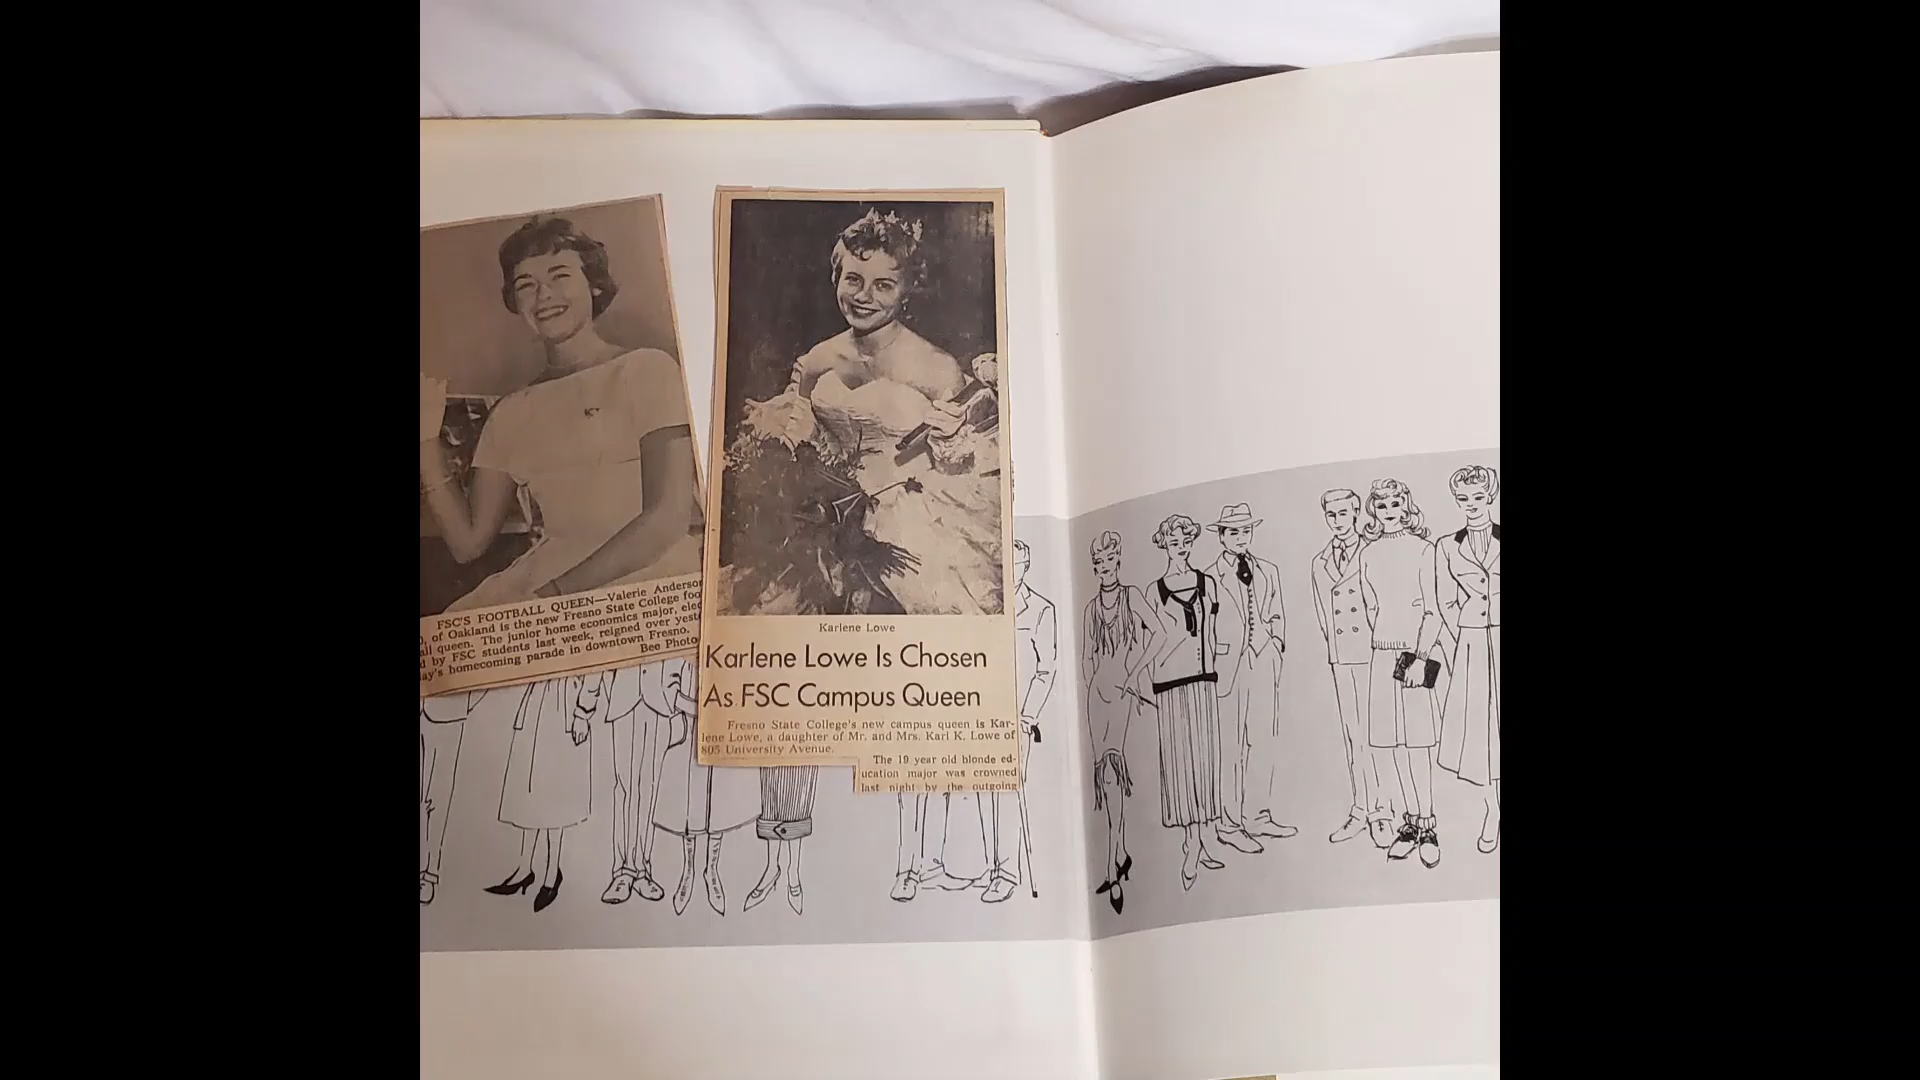 FSC'S FOOTBALL QUEEN—Valerie Anderso
, of Oakland is the new Fresno State College foo
all queen. The junior home economics major, elec
d by FSC students last week, reigned over yest
ay's homecoming parade in downtown Fresno.
Bee Photo
Karlene Lowe
Karlene Lowe Is Chosen
As FSC Campus Queen
Fresno State College's new campus queen is Kar-
lene Lowe, a daughter of Mr. and Mrs. Karl K. Lowe of
805 University Avenue.
The 19 year old blonde ed-
ucation major was crowned
last night by the outgoing